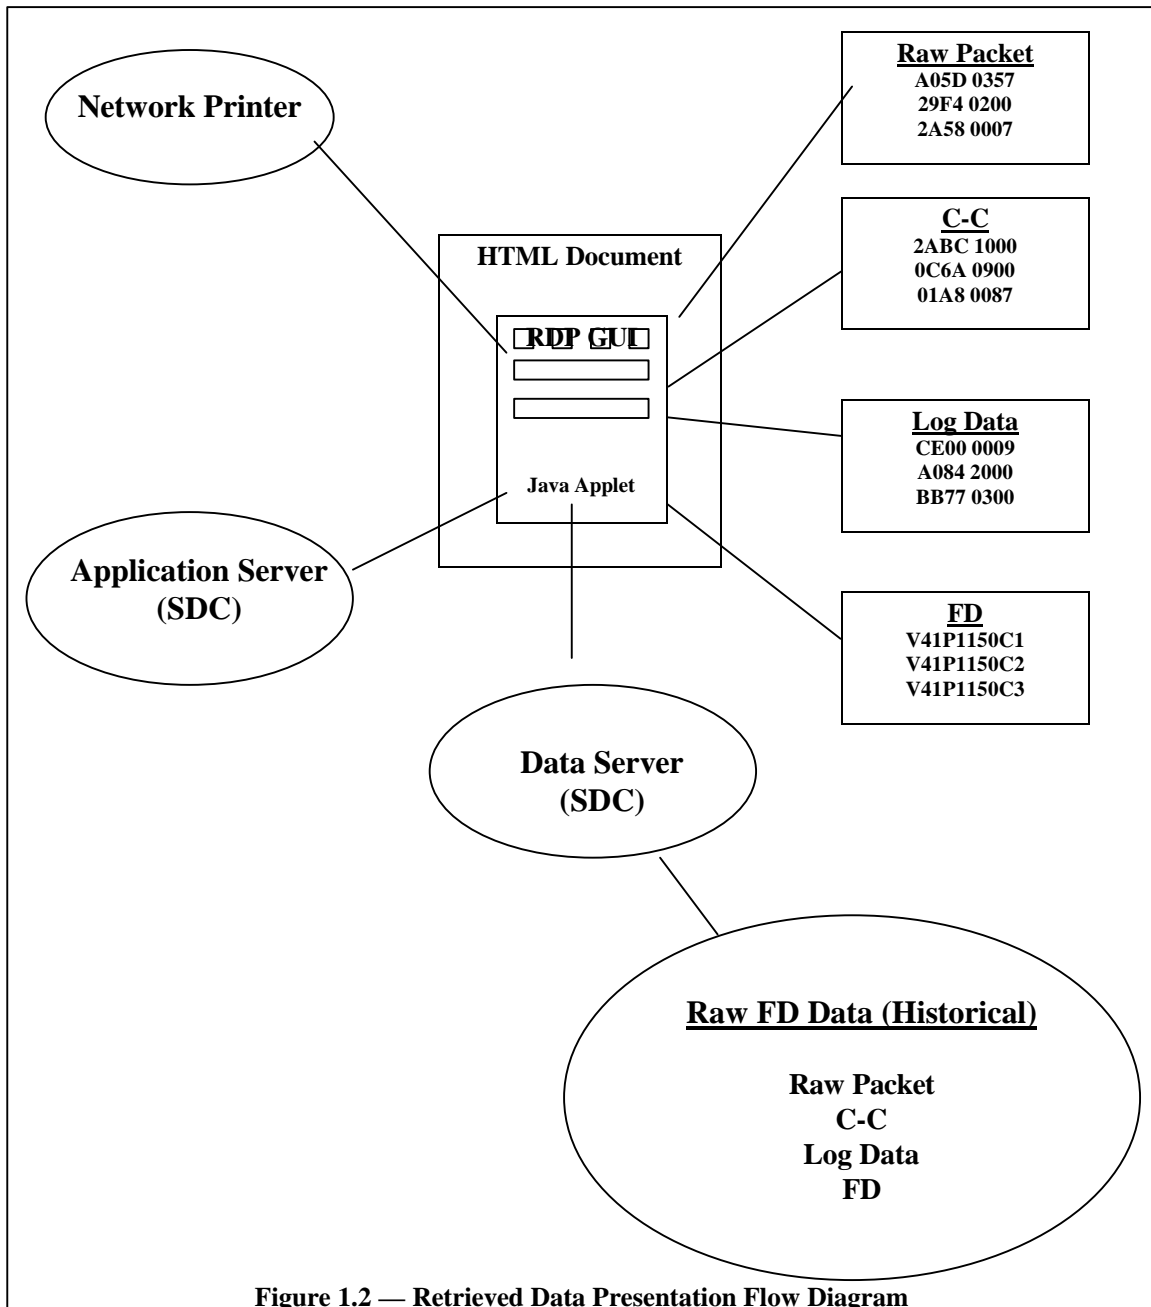 Network Printer
Raw Packet
A05D 0357
29F4 0200
2A58 0007
C-C
2ABC 1000
0C6A 0900
01A8 0087
HTML Document
RDP GUI
Java Applet
Log Data
CE00 0009
A084 2000
BB77 0300
Application Server
(SDC)
FD
V41P1150C1
V41P1150C2
V41P1150C3
Data Server
(SDC)
Raw FD Data (Historical)
Raw Packet
C-C
Log Data
FD
Figure 1.2 — Retrieved Data Presentation Flow Diagram